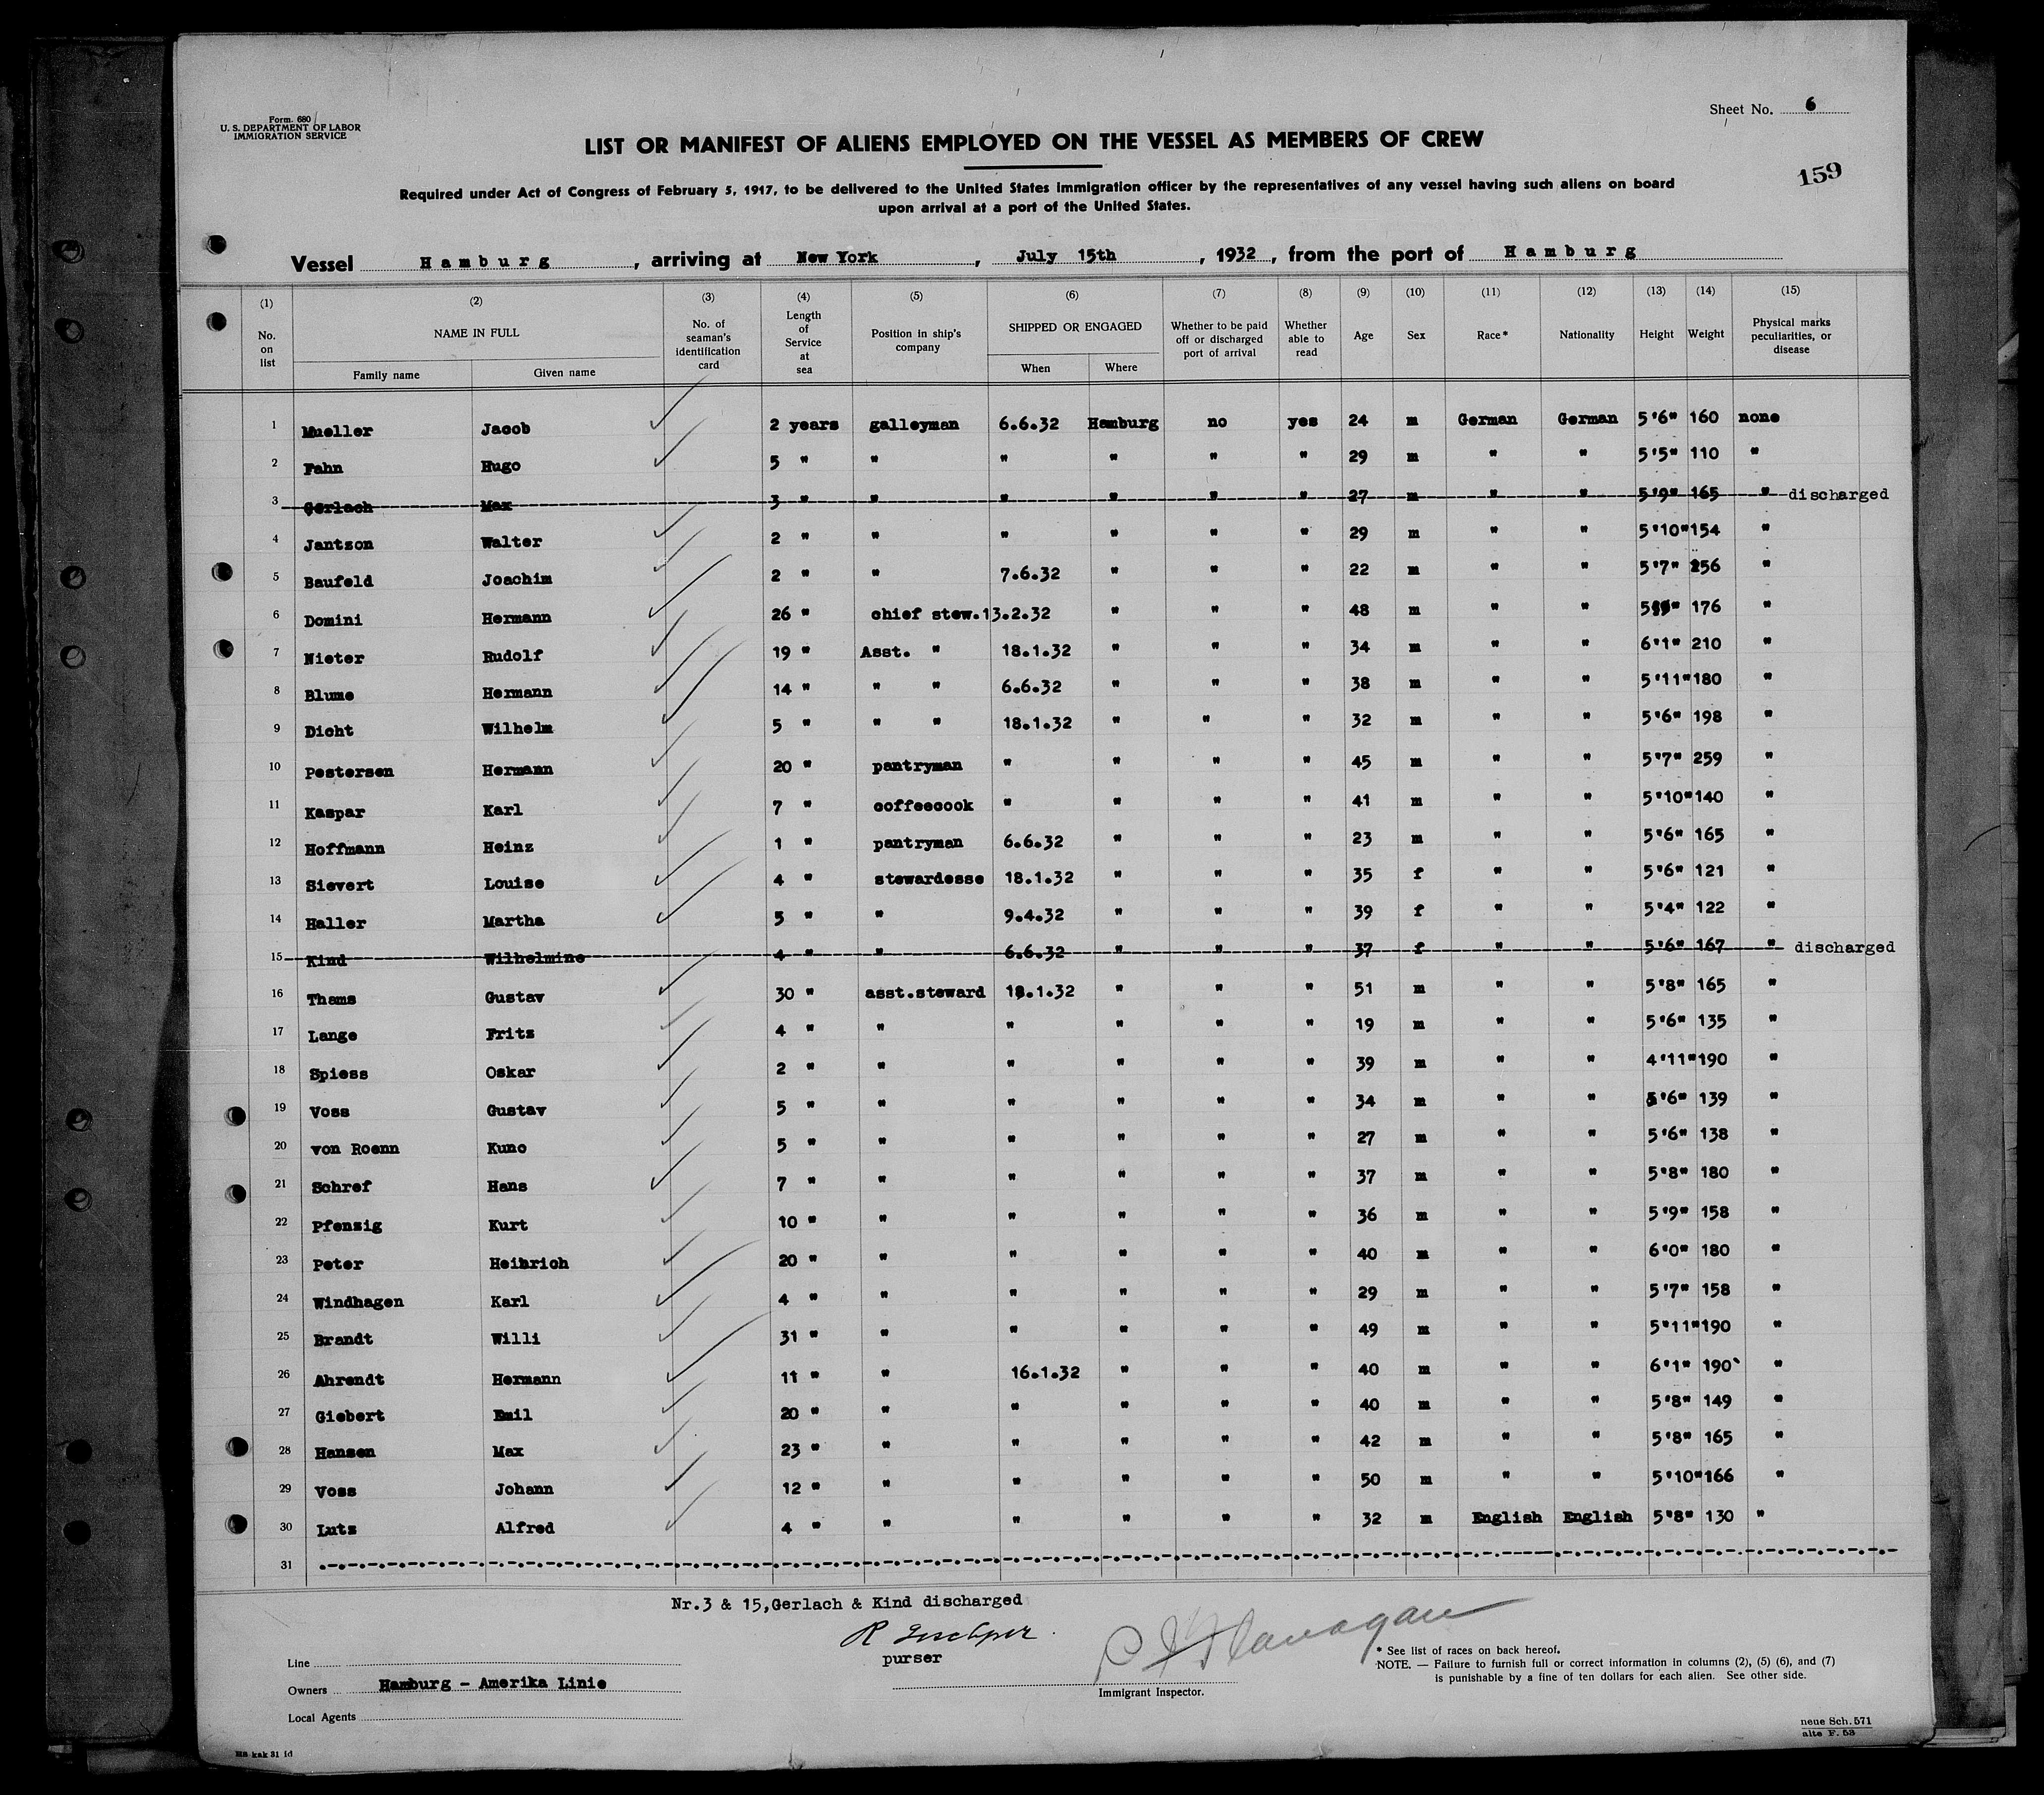 Form. 680
U. S. DEPARTMENT OF LABOR
IMMIGRATION SERVICE
Sheet No. 6
LIST OR MANIFEST OF ALIENS EMPLOYED ON THE VESSEL AS MEMBERS OF CREW
159
Required under Act of Congress of February 5, 1917, to be delivered to the United States immigration officer by the representatives of any vessel having such aliens on board
upon arrival at a port of the United States.
Vessel Hamburg, arriving at New York, July 15th, 1932, from the port of Hamburg
(1) (2) (3) (4) (5) (6) (7) (8) (9) (10) (11) (12) (13) (14) (15)
No. on list NAME IN FULL Family name Given name No. of seaman's identification card Length of Service at sea Position in ship's company SHIPPED OR ENGAGED When Where Whether to be paid off or discharged port of arrival Whether able to read Age Sex Race* Nationality Height Weight Physical marks peculiarities, or disease
1 Mueller Jacob 2 years galleyman 6.6.32 Hamburg no yes 24 m German German 5'6" 160 none
2 Fahn Hugo 5 " " " " " " 29 m " " 5'5" 110 "
3 Gerlach Max 3 " " " " " " 27 m " " 5'9" 165 " discharged
4 Jantzon Walter 2 " " " " " " 29 m " " 5'10" 154 "
5 Baufeld Joachim 2 " " 7.6.32 " " " 22 m " " 5'7" 256 "
6 Domini Hermann 26 " chief stew. 13.2.32 " " " 48 m " " 176 "
7 Nieter Rudolf 19 " Asst. " 18.1.32 " " " 34 m " " 6'1" 210 "
8 Blume Hermann 14 " " " 6.6.32 " " " 38 m " " 5'11" 180 "
9 Dicht Wilhelm 5 " " " 18.1.32 " " " 32 m " " 5'6" 198 "
10 Pestersen Hermann 20 " pantryman " " " " 45 m " " 5'7" 259 "
11 Kaspar Karl 7 " coffeecook " " " " 41 m " " 5'10" 140 "
12 Hoffmann Heinz 1 " pantryman 6.6.32 " " " 23 m " " 5'6" 165 "
13 Sievert Louise 4 " stewardesse 18.1.32 " " " 35 f " " 5'6" 121 "
14 Haller Martha 5 " " 9.4.32 " " " 39 f " " 5'4" 122 "
15 Kind Wilhelmine 4 " " 6.6.32 " " " 37 f " " 5'6" 167 " discharged
16 Thams Gustav 30 " asst.steward 18.1.32 " " " 51 m " " 5'8" 165 "
17 Lange Fritz 4 " " " " " " 19 m " " 5'6" 135 "
18 Spiess Oskar 2 " " " " " " 39 m " " 4'11" 190 "
19 Voss Gustav 5 " " " " " " 34 m " " 5'6" 139 "
20 von Roenn Kuno 5 " " " " " " 27 m " " 5'6" 138 "
21 Schref Hans 7 " " " " " " 37 m " " 5'8" 180 "
22 Pfenzig Kurt 10 " " " " " " 36 m " " 5'9" 158 "
23 Peter Heinrich 20 " " " " " " 40 m " " 6'0" 180 "
24 Windhagen Karl 4 " " " " " " 29 m " " 5'7" 158 "
25 Brandt Willi 31 " " " " " " 49 m " " 5'11" 190 "
26 Ahrendt Hermann 11 " " 16.1.32 " " " 40 m " " 6'1" 190 "
27 Giebert Emil 20 " " " " " " 40 m " " 5'8" 149 "
28 Hansen Max 23 " " " " " " 42 m " " 5'8" 165 "
29 Voss Johann 12 " " " " " " 50 m " " 5'10" 166 "
30 Lutz Alfred 4 " " " " " " 32 m English English 5'8" 130 "
31
Nr.3 & 15,Gerlach & Kind discharged
R
purser
Flanagan
Immigrant Inspector.
Line
Owners Hamburg - Amerika Linie
Local Agents
* See list of races on back hereof.
NOTE. — Failure to furnish full or correct information in columns (2), (5) (6), and (7)
is punishable by a fine of ten dollars for each alien. See other side.
neue Sch. 571
alte F. 53
kak 31 Id